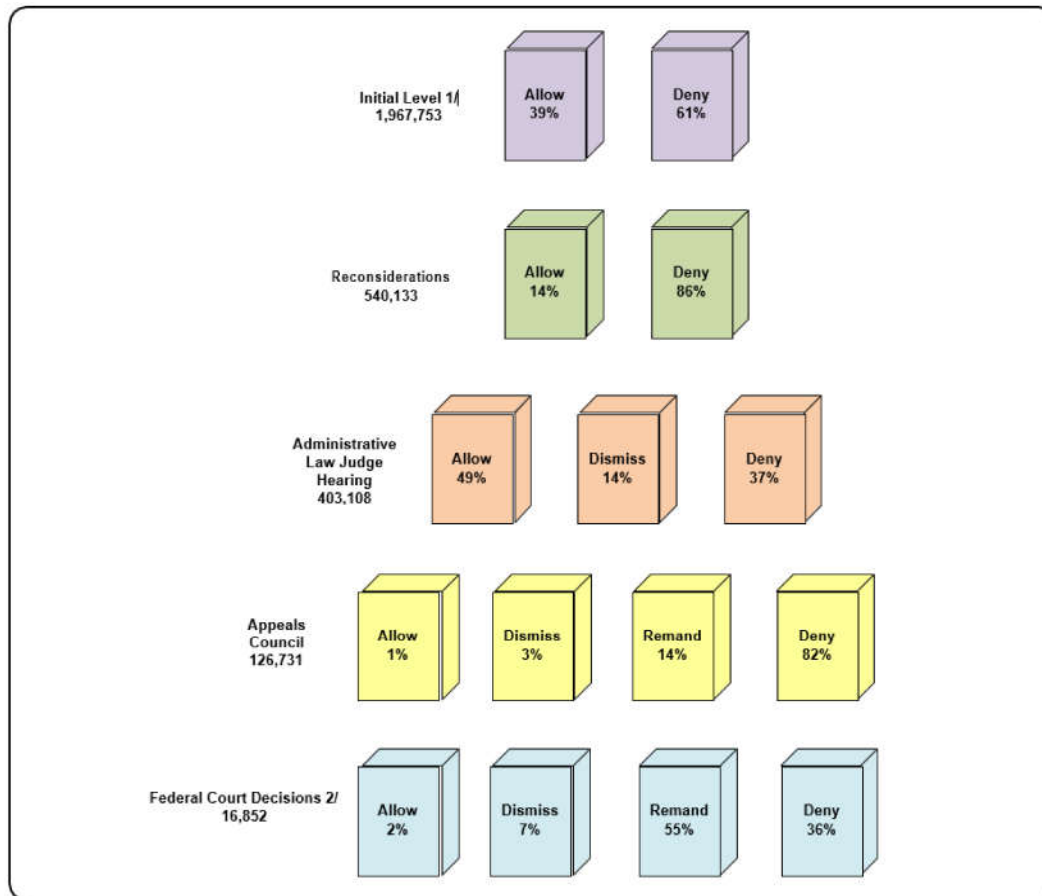 Initial Level 1/
1,967,753
Allow
39%
Deny
61%
Reconsiderations
540,133
Allow
14%
Deny
86%
Administrative
Law Judge
Hearing
403,108
Allow
49%
Dismiss
14%
Deny
37%
Appeals
Council
126,731
Allow
1%
Dismiss
3%
Remand
14%
Deny
82%
Federal Court Decisions 2/
16,852
Allow
2%
Dismiss
7%
Remand
55%
Deny
36%